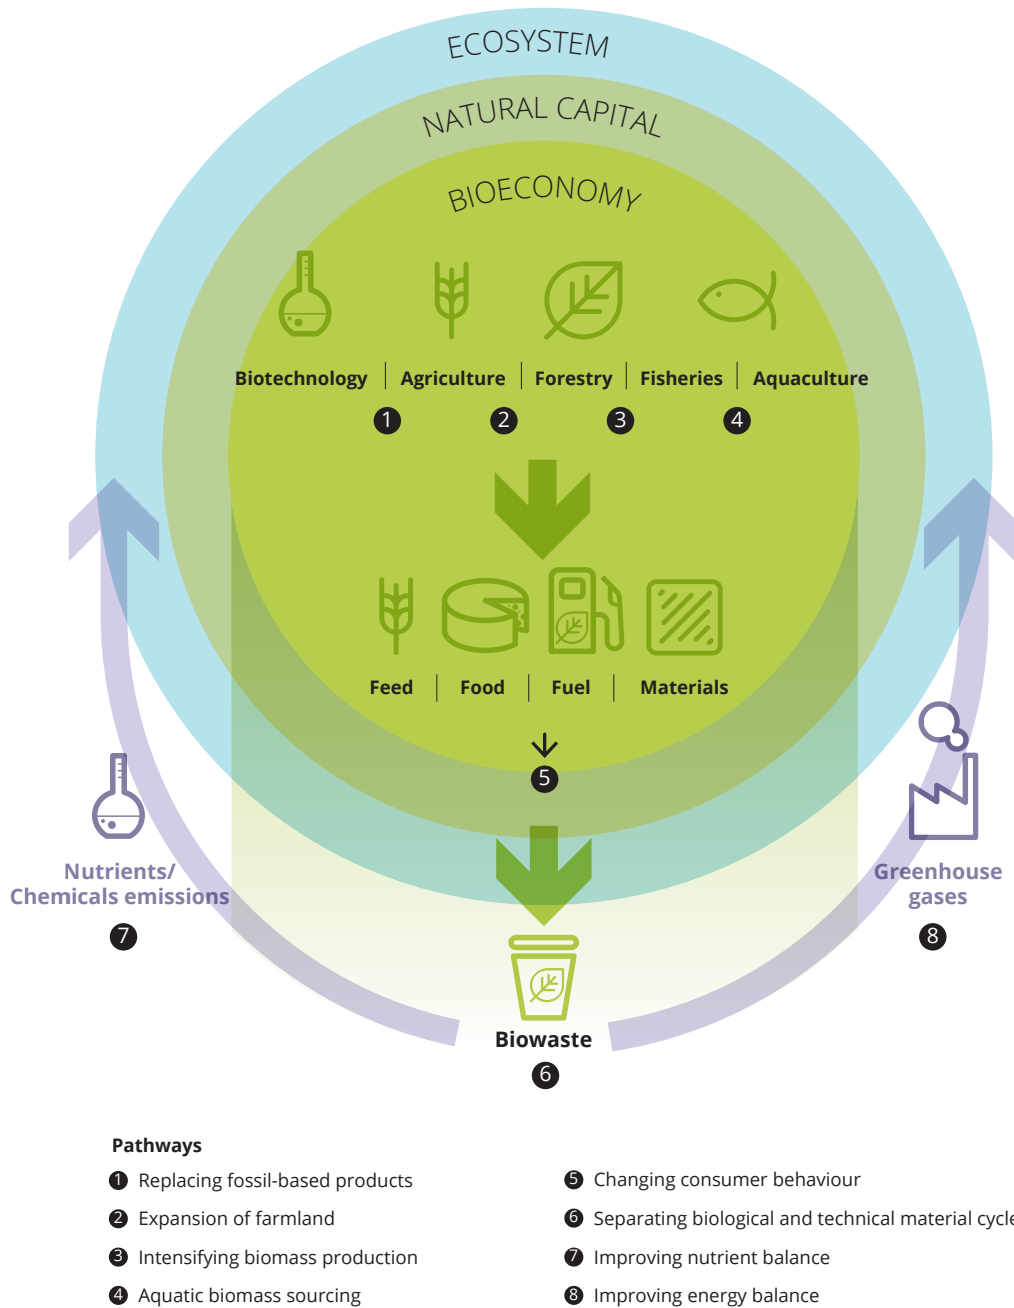 ECOSYSTEM
NATURAL CAPITAL
BIOECONOMY
Biotechnology | Agriculture | Forestry | Fisheries | Aquaculture
1 2 3 4
Feed | Food | Fuel | Materials
5
Nutrients/
Chemicals emissions
7
Greenhouse
gases
8
Biowaste
6
Pathways
1 Replacing fossil-based products
2 Expansion of farmland
3 Intensifying biomass production
4 Aquatic biomass sourcing
5 Changing consumer behaviour
6 Separating biological and technical material cycle
7 Improving nutrient balance
8 Improving energy balance